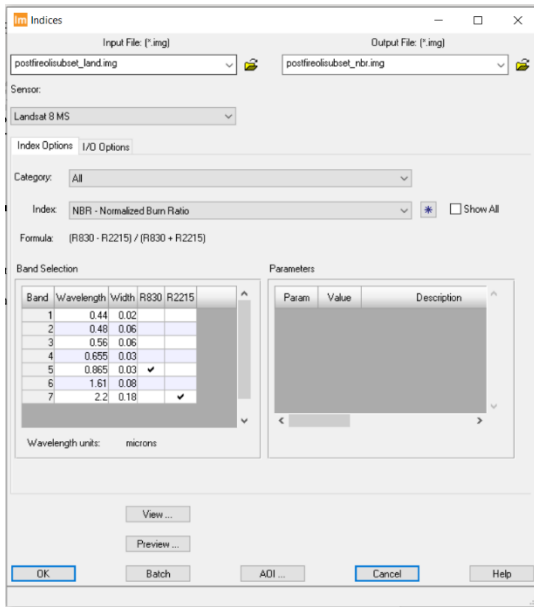 Im Indices
Input File: (*.img) Output File: (*.img)
postfireolisubset_land.img postfireolisubset_nbr.img
Sensor:
Landsat 8 MS
Index Options I/O Options
Category: All
Index: NBR - Normalized Burn Ratio Show All
Formula: (R830 - R2215) / (R830 + R2215)
Band Selection Parameters
Band Wavelength Width R830 R2215 Param Value Description
1 0.44 0.02
2 0.48 0.06
3 0.56 0.06
4 0.655 0.03
5 0.865 0.03 ✔
6 1.61 0.08
7 2.2 0.18 ✔
Wavelength units: microns
View ...
Preview ...
OK Batch AOI ... Cancel Help